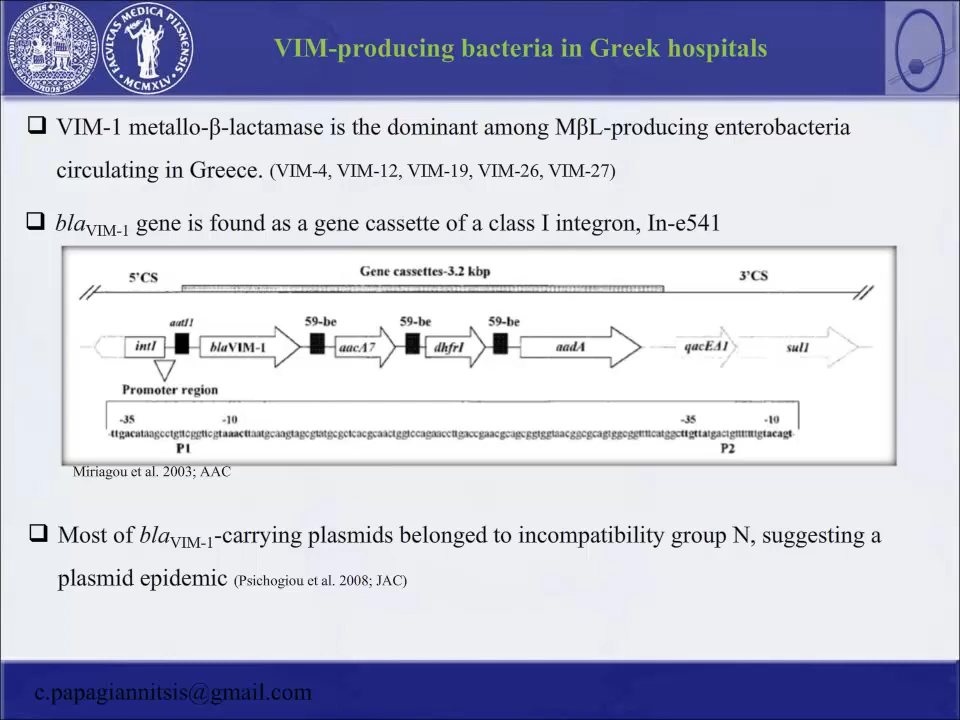 VIM-producing bacteria in Greek hospitals
FACULTAS MEDICA PILSNENSIS
MCMXLV
VIM-1 metallo-β-lactamase is the dominant among MβL-producing enterobacteria
circulating in Greece. (VIM-4, VIM-12, VIM-19, VIM-26, VIM-27)
blaVIM-1 gene is found as a gene cassette of a class I integron, In-e541
5'CS
Gene cassettes-3.2 kbp
3'CS
59-be 59-be 59-be
intI blaVIM-1 aacA7 dhfrI aadA qacEΔ1 sul1
Promoter region
-35 -10 -35 -10
P1 P2
Miriagou et al. 2003; AAC
Most of blaVIM-1-carrying plasmids belonged to incompatibility group N, suggesting a
plasmid epidemic (Psichogiou et al. 2008; JAC)
c.papagiannitsis@gmail.com